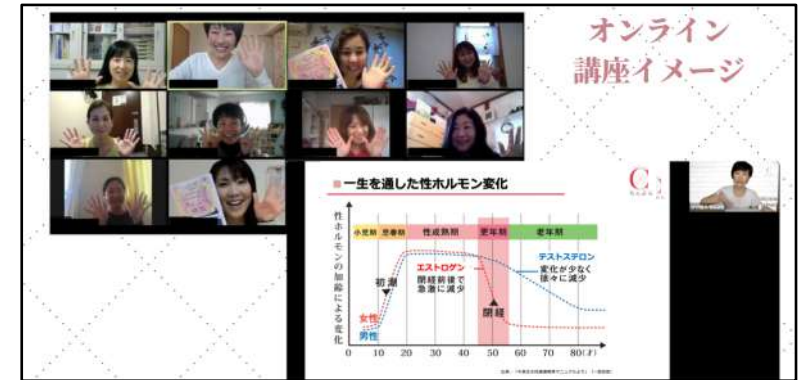 オンライン
講座イメージ
■一生を通した性ホルモン変化
性ホルモンの加齢による変化
小児期 思春期 性成熟期 更年期 老年期
エストロゲン
閉経前後で
急激に減少
テストステロン
変化が少なく
徐々に減少
初潮
閉経
女性
男性
0 10 20 30 40 50 60 70 80(才)